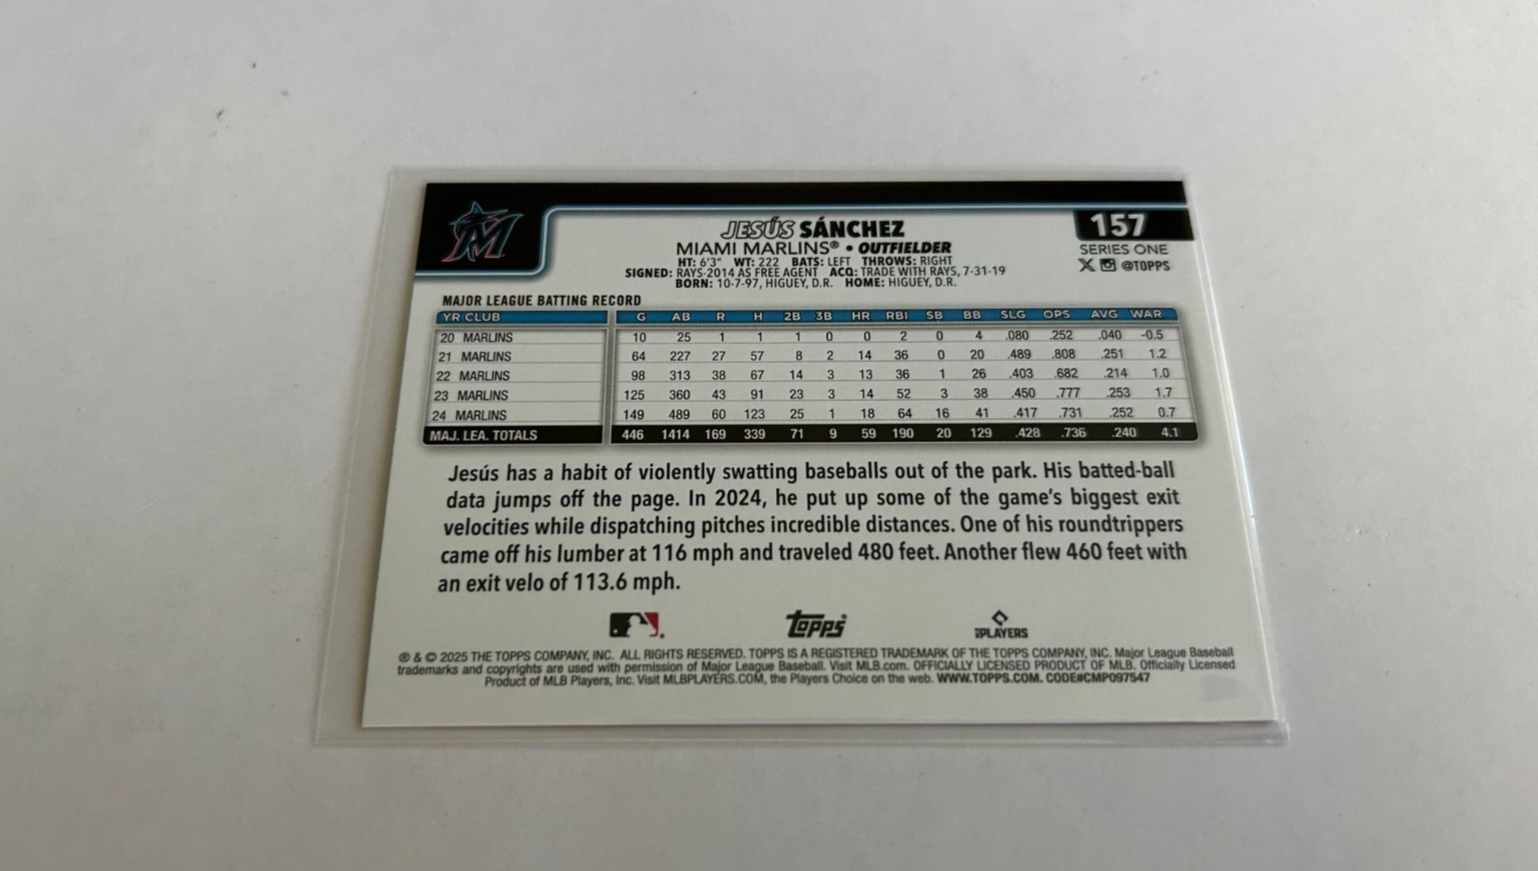 157
JESÚS SÁNCHEZ
MIAMI MARLINS® • OUTFIELDER
SERIES ONE
HT: 6'3" WT: 222 BATS: LEFT THROWS: RIGHT
@TOPPS
SIGNED: RAYS-2014 AS FREE AGENT ACQ: TRADE WITH RAYS, 7-31-19
BORN: 10-7-97, HIGUEY, D.R. HOME: HIGUEY, D.R.
MAJOR LEAGUE BATTING RECORD
YR CLUB G AB R H 2B 3B HR RBI SB BB SLG OPS AVG WAR
20 MARLINS 10 25 1 1 1 0 0 2 0 4 .080 .252 .040 -0.5
21 MARLINS 64 227 27 57 8 2 14 36 0 20 .489 .808 .251 1.2
22 MARLINS 98 313 38 67 14 3 13 36 1 26 .403 .682 .214 1.0
23 MARLINS 125 360 43 91 23 3 14 52 3 38 .450 .777 .253 1.7
24 MARLINS 149 489 60 123 25 1 18 64 16 41 .417 .731 .252 0.7
MAJ. LEA. TOTALS 446 1414 169 339 71 9 59 190 20 129 .428 .736 .240 4.1
Jesús has a habit of violently swatting baseballs out of the park. His batted-ball
data jumps off the page. In 2024, he put up some of the game's biggest exit
velocities while dispatching pitches incredible distances. One of his roundtrippers
came off his lumber at 116 mph and traveled 480 feet. Another flew 460 feet with
an exit velo of 113.6 mph.
Topps
PLAYERS
® & © 2025 THE TOPPS COMPANY, INC. ALL RIGHTS RESERVED. TOPPS IS A REGISTERED TRADEMARK OF THE TOPPS COMPANY, INC. Major League Baseball
trademarks and copyrights are used with permission of Major League Baseball. Visit MLB.com. OFFICIALLY LICENSED PRODUCT OF MLB. Officially Licensed
Product of MLB Players, Inc. Visit MLBPLAYERS.COM, the Players Choice on the web. WWW.TOPPS.COM. CODE#CMP097547